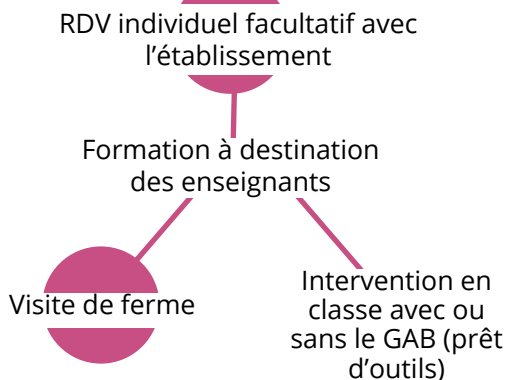 RDV individuel facultatif avec
l’établissement
Formation à destination
des enseignants
Visite de ferme
Intervention en
classe avec ou
sans le GAB (prêt
d’outils)